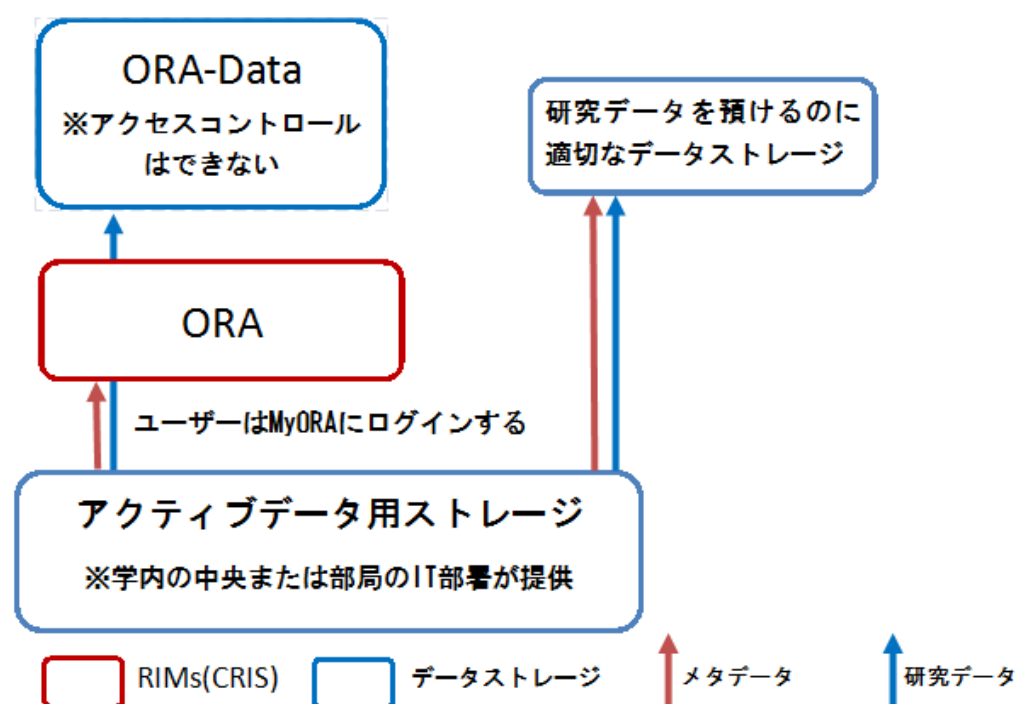 ORA-Data
※アクセスコントロール
はできない
研究データを預けるのに
適切なデータストレージ
ORA
ユーザーはMyORAにログインする
アクティブデータ用ストレージ
※学内の中央または部局のIT部署が提供
RIMs(CRIS)
データストレージ
メタデータ
研究データ